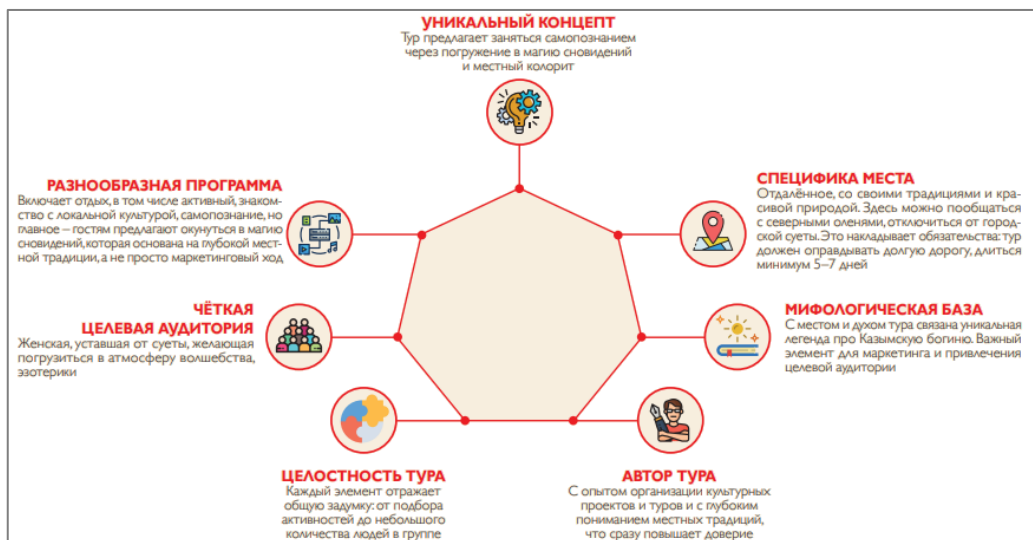 УНИКАЛЬНЫЙ КОНЦЕПТ
Тур предлагает заняться самопознанием
через погружение в магию сновидений
и местный колорит
РАЗНООБРАЗНАЯ ПРОГРАММА
Включает отдых, в том числе активный, знаком-
ство с локальной культурой, самопознание, но
главное – гостям предлагают окунуться в магию
сновидений, которая основана на глубокой мест-
ной традиции, а не просто маркетинговый ход
СПЕЦИФИКА МЕСТА
Отдалённое, со своими традициями и кра-
сивой природой. Здесь можно пообщаться
с северными оленями, отключиться от город-
ской суеты. Это накладывает обязательства: тур
должен оправдывать долгую дорогу, длиться
минимум 5–7 дней
ЧЁТКАЯ
ЦЕЛЕВАЯ АУДИТОРИЯ
Женская, уставшая от суеты, желающая
погрузиться в атмосферу волшебства,
эзотерики
МИФОЛОГИЧЕСКАЯ БАЗА
С местом и духом тура связана уникальная
легенда про Казымскую богиню. Важный
элемент для маркетинга и привлечения
целевой аудитории
ЦЕЛОСТНОСТЬ ТУРА
Каждый элемент отражает
общую задумку: от подбора
активностей до небольшого
количества людей в группе
АВТОР ТУРА
С опытом организации культурных
проектов и туров и с глубоким
пониманием местных традиций,
что сразу повышает доверие